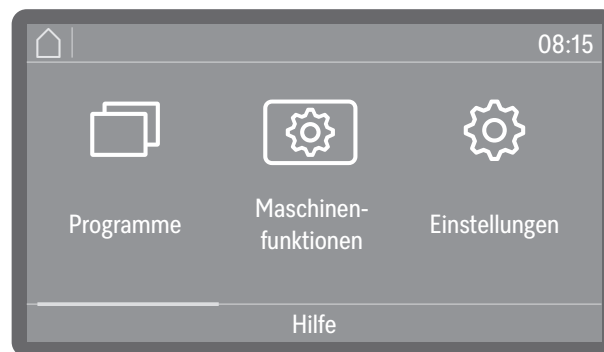 08:15
Programme
Maschinen-
funktionen
Einstellungen
Hilfe